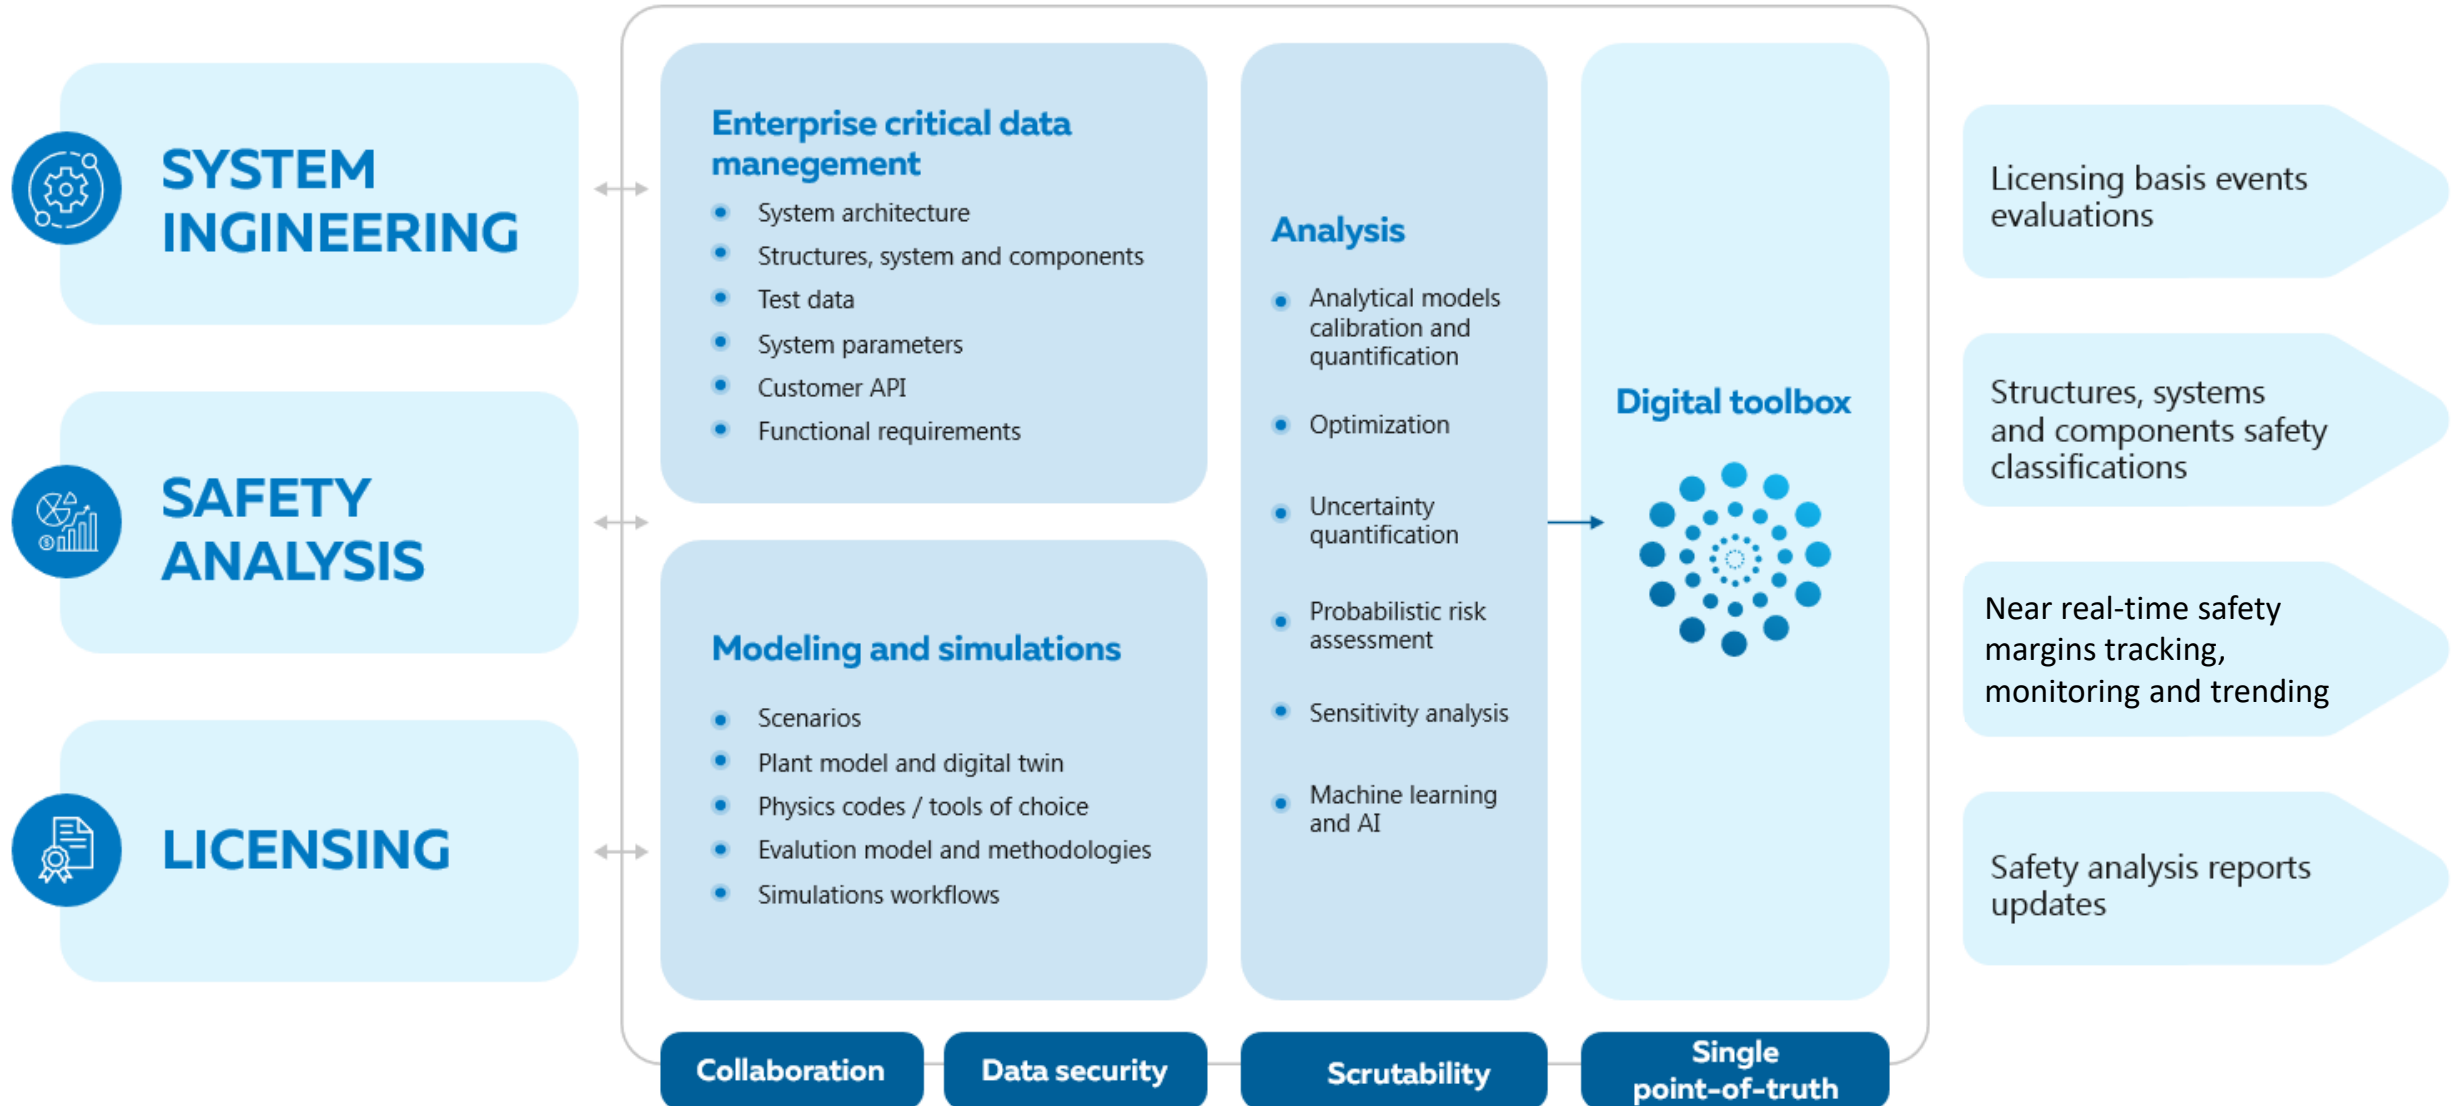 SYSTEM
INGINEERING
SAFETY
ANALYSIS
LICENSING
Enterprise critical data
manegement
System architecture
Structures, system and components
Test data
System parameters
Customer API
Functional requirements
Modeling and simulations
Scenarios
Plant model and digital twin
Physics codes / tools of choice
Evalution model and methodologies
Simulations workflows
Analysis
Analytical models
calibration and
quantification
Optimization
Uncertainty
quantification
Probabilistic risk
assessment
Sensitivity analysis
Machine learning
and AI
Digital toolbox
Collaboration
Data security
Scrutability
Single
point-of-truth
Licensing basis events
evaluations
Structures, systems
and components safety
classifications
Near real-time safety
margins tracking,
monitoring and trending
Safety analysis reports
updates